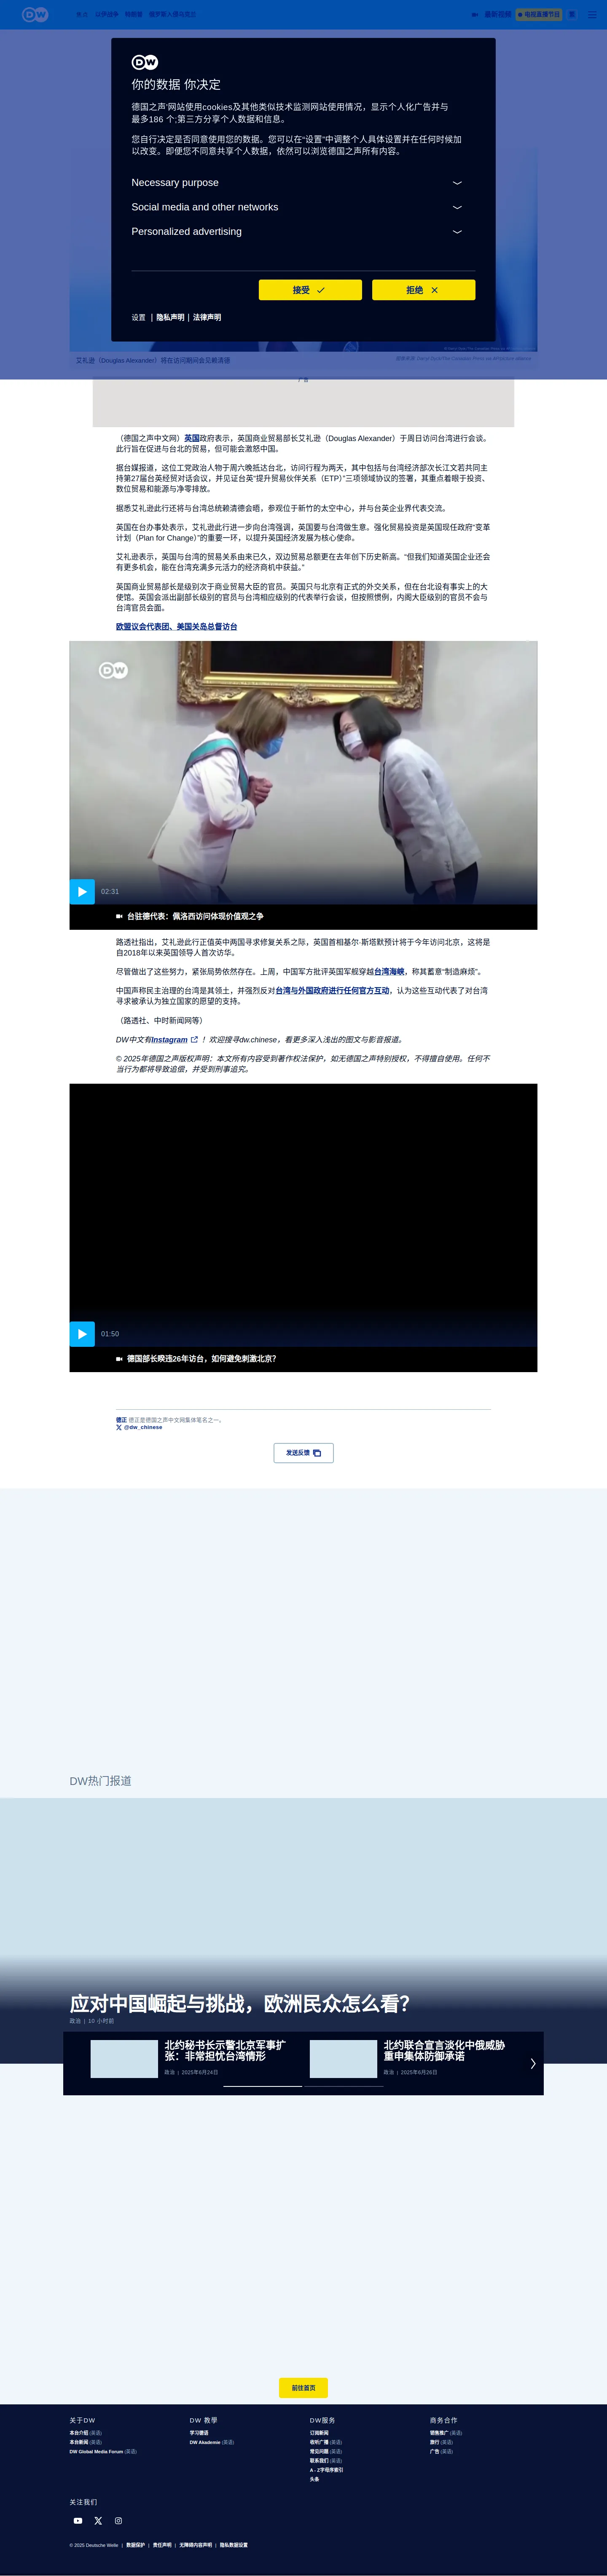 DW
最新视频
电视直播节目
DW
你的数据 你决定
德国之声'网站使用cookies及其他类似技术监测网站使用情况，显示个人化广告并与
最多186 个;第三方分享个人数据和信息。
您自行决定是否同意使用您的数据。您可以在“设置”中调整个人具体设置并在任何时候加
以改变。即便您不同意共享个人数据，依然可以浏览德国之声所有内容。
Necessary purpose
Social media and other networks
Personalized advertising
接受
拒绝
设置 | 隐私声明 | 法律声明
艾礼逊（Douglas Alexander）将在访问期间会见赖清德
广告
（德国之声中文网）英国政府表示，英国商业贸易部长艾礼逊（Douglas Alexander）于周日访问台湾进行会谈。
此行旨在促进与台北的贸易，但可能会激怒中国。
据台媒报道，这位工党政治人物于周六晚抵达台北，访问行程为两天，其中包括与台湾经济部次长江文若共同主
持第27届台英经贸对话会议，并见证台英“提升贸易伙伴关系（ETP）”三项领域协议的签署，其重点着眼于投资、
数位贸易和能源与净零排放。
据悉艾礼逊此行还将与台湾总统赖清德会晤，参观位于新竹的太空中心，并与台英企业界代表交流。
英国在台办事处表示，艾礼逊此行进一步向台湾强调，英国要与台湾做生意。强化贸易投资是英国现任政府“变革
计划（Plan for Change）”的重要一环，以提升英国经济发展为核心使命。
艾礼逊表示，英国与台湾的贸易关系由来已久，双边贸易总额更在去年创下历史新高。“但我们知道英国企业还会
有更多机会，能在台湾充满多元活力的经济商机中获益。”
英国商业贸易部长是级别次于商业贸易大臣的官员。英国只与北京有正式的外交关系，但在台北设有事实上的大
使馆。英国会派出副部长级别的官员与台湾相应级别的代表举行会谈，但按照惯例，内阁大臣级别的官员不会与
台湾官员会面。
欧盟议会代表团、美国关岛总督访台
DW
02:31
台驻德代表：佩洛西访问体现价值观之争
路透社指出，艾礼逊此行正值英中两国寻求修复关系之际，英国首相基尔·斯塔默预计将于今年访问北京，这将是
自2018年以来英国领导人首次访华。
尽管做出了这些努力，紧张局势依然存在。上周，中国军方批评英国军舰穿越台湾海峡，称其蓄意“制造麻烦”。
中国声称民主治理的台湾是其领土，并强烈反对台湾与外国政府进行任何官方互动，认为这些互动代表了对台湾
寻求被承认为独立国家的愿望的支持。
（路透社、中时新闻网等）
DW中文有Instagram ！欢迎搜寻dw.chinese，看更多深入浅出的图文与影音报道。
© 2025年德国之声版权声明：本文所有内容受到著作权法保护，如无德国之声特别授权，不得擅自使用。任何不
当行为都将导致追偿，并受到刑事追究。
01:50
德国部长睽违26年访台，如何避免刺激北京？
德正 德正是德国之声中文网集体笔名之一。
@dw_chinese
发送反馈
DW热门报道
应对中国崛起与挑战，欧洲民众怎么看？
政治 | 10 小时前
北约秘书长示警北京军事扩
张：非常担忧台湾情形
政治 | 2025年6月24日
北约联合宣言淡化中俄威胁
重申集体防御承诺
政治 | 2025年6月26日
前往首页
关于DW
本台介绍 (英语)
本台新闻 (英语)
DW Global Media Forum (英语)
DW 教學
学习德语
DW Akademie (英语)
DW服务
订阅新闻
收听广播 (英语)
常见问题 (英语)
联系我们 (英语)
A - Z字母序索引
头条
商务合作
销售推广 (英语)
旅行 (英语)
广告 (英语)
关注我们
© 2025 Deutsche Welle | 数据保护 | 责任声明 | 无障碍内容声明 | 隐私数据设置